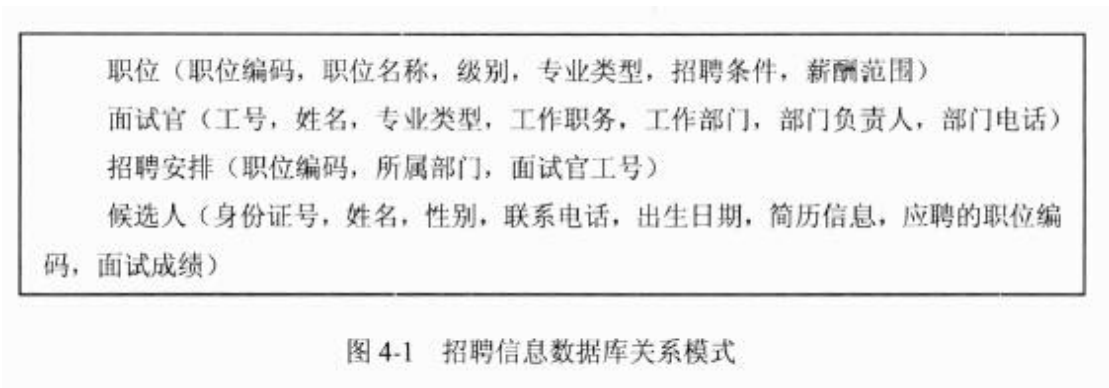 职位（职位编码，职位名称，级别，专业类型，招聘条件，薪酬范围）
面试官（工号，姓名，专业类型，工作职务，工作部门，部门负责人，部门电话）
招聘安排（职位编码，所属部门，面试官工号）
候选人（身份证号，姓名，性别，联系电话，出生日期，简历信息，应聘的职位编
码，面试成绩）
图 4-1 招聘信息数据库关系模式